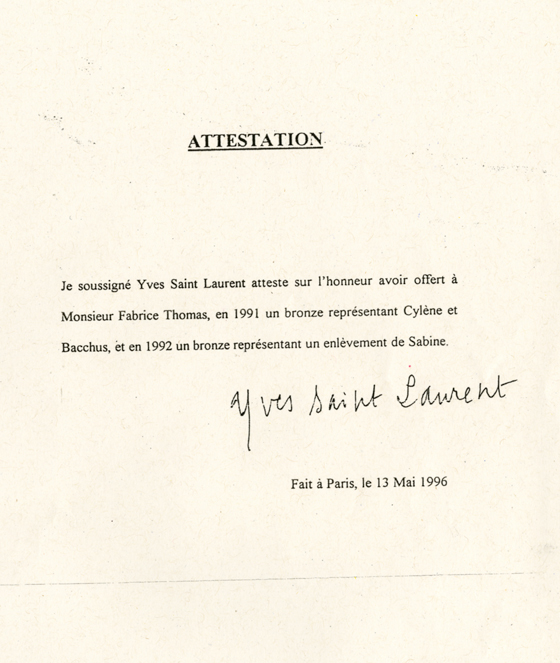 ATTESTATION
Je soussigné Yves Saint Laurent atteste sur l'honneur avoir offert à
Monsieur Fabrice Thomas, en 1991 un bronze représentant Cylène et
Bacchus, et en 1992 un bronze représentant un enlèvement de Sabine.
Yves Saint Laurent
Fait à Paris, le 13 Mai 1996